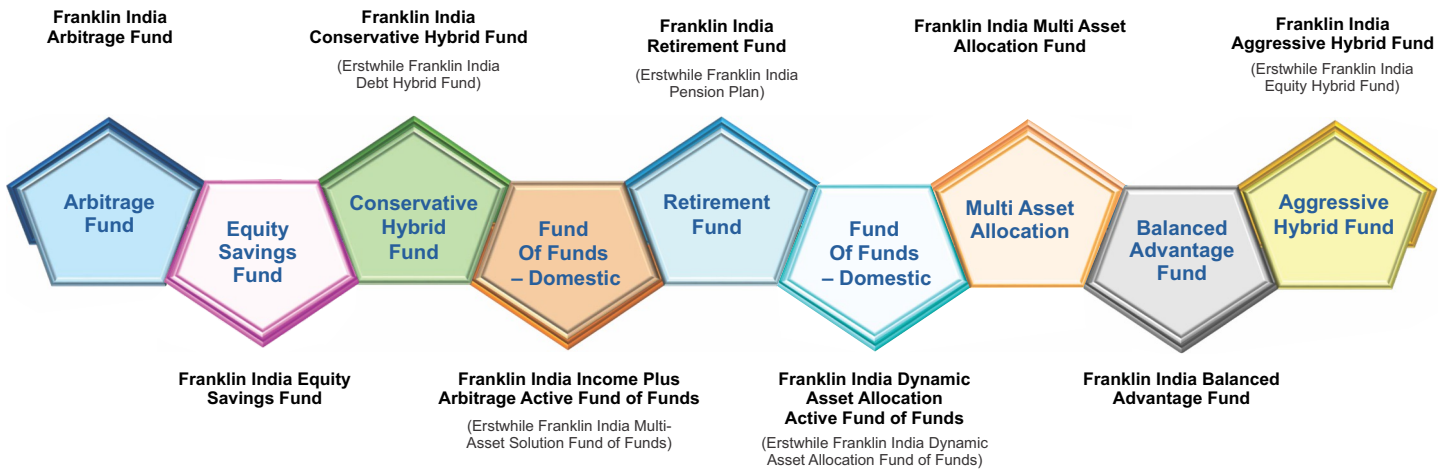 Franklin India
Arbitrage Fund
Franklin India
Conservative Hybrid Fund
(Erstwhile Franklin India
Debt Hybrid Fund)
Franklin India
Retirement Fund
(Erstwhile Franklin India
Pension Plan)
Franklin India Multi Asset
Allocation Fund
Franklin India
Aggressive Hybrid Fund
(Erstwhile Franklin India
Equity Hybrid Fund)
Arbitrage
Fund
Equity
Savings
Fund
Conservative
Hybrid
Fund
Fund
Of Funds
– Domestic
Retirement
Fund
Fund
Of Funds
– Domestic
Multi Asset
Allocation
Balanced
Advantage
Fund
Aggressive
Hybrid Fund
Franklin India Equity
Savings Fund
Franklin India Income Plus
Arbitrage Active Fund of Funds
(Erstwhile Franklin India Multi-
Asset Solution Fund of Funds)
Franklin India Dynamic
Asset Allocation
Active Fund of Funds
(Erstwhile Franklin India Dynamic
Asset Allocation Fund of Funds)
Franklin India Balanced
Advantage Fund